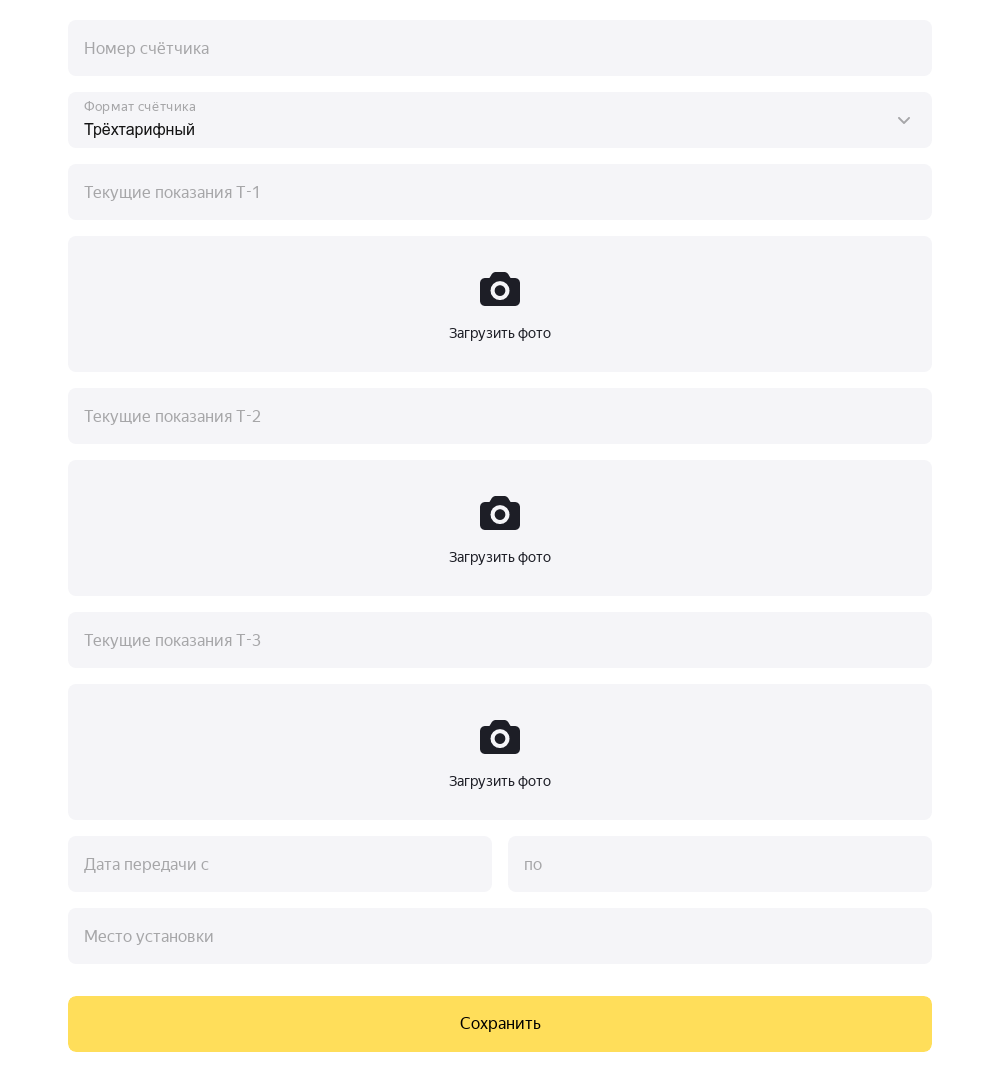 Номер счётчика
Формат счётчика
Трёхтарифный
Текущие показания Т-1
Загрузить фото
Текущие показания Т-2
Загрузить фото
Текущие показания Т-3
Загрузить фото
Дата передачи с
по
Место установки
Сохранить